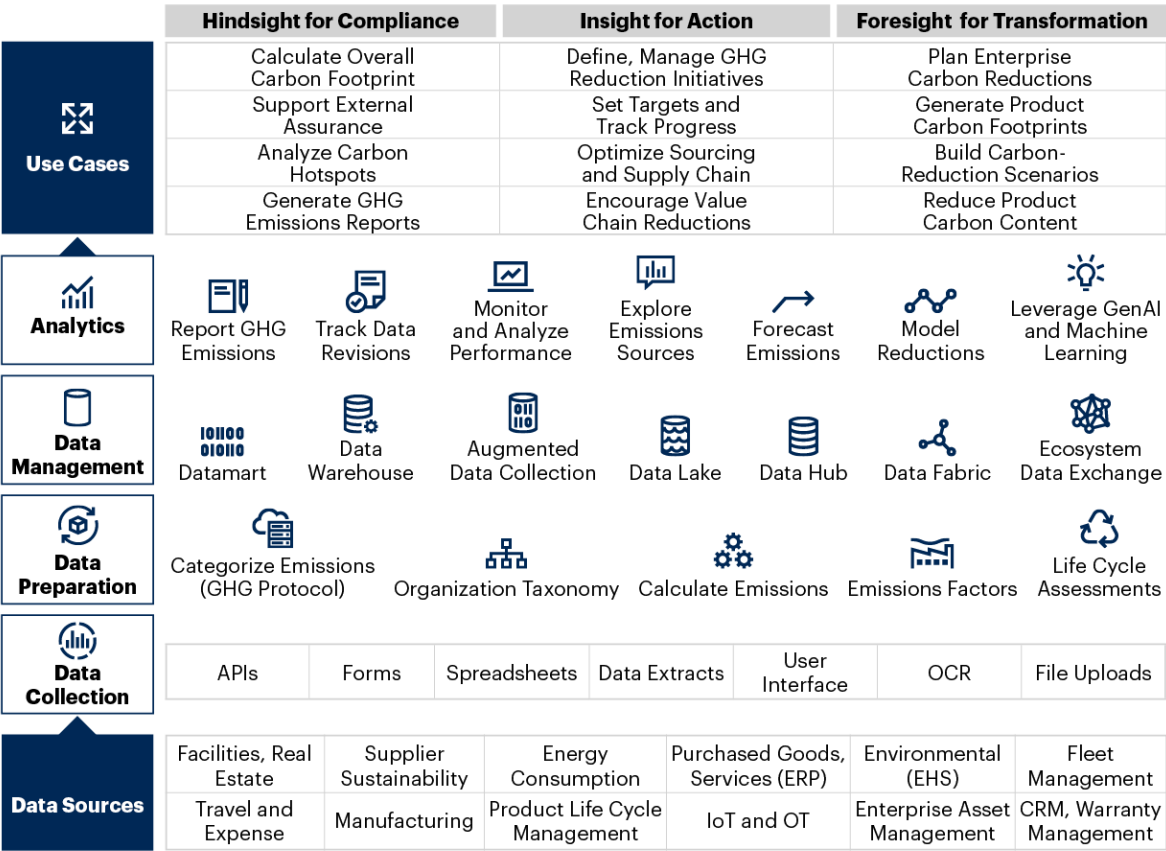 Hindsight for Compliance
Insight for Action
Foresight for Transformation
Use Cases
Calculate Overall
Carbon Footprint
Define, Manage GHG
Reduction Initiatives
Plan Enterprise
Carbon Reductions
Support External
Assurance
Set Targets and
Track Progress
Generate Product
Carbon Footprints
Analyze Carbon
Hotspots
Optimize Sourcing
and Supply Chain
Build Carbon-
Reduction Scenarios
Generate GHG
Emissions Reports
Encourage Value
Chain Reductions
Reduce Product
Carbon Content
Analytics
Report GHG
Emissions
Track Data
Revisions
Monitor
and Analyze
Performance
Explore
Emissions
Sources
Forecast
Emissions
Model
Reductions
Leverage GenAI
and Machine
Learning
Data
Management
Datamart
Data
Warehouse
Augmented
Data Collection
Data Lake
Data Hub
Data Fabric
Ecosystem
Data Exchange
Data
Preparation
Categorize Emissions
(GHG Protocol)
Organization Taxonomy
Calculate Emissions
Emissions Factors
Life Cycle
Assessments
Data
Collection
APIs
Forms
Spreadsheets
Data Extracts
User
Interface
OCR
File Uploads
Data Sources
Facilities, Real
Estate
Supplier
Sustainability
Energy
Consumption
Purchased Goods,
Services (ERP)
Environmental
(EHS)
Fleet
Management
Travel and
Expense
Manufacturing
Product Life Cycle
Management
IoT and OT
Enterprise Asset
Management
CRM, Warranty
Management